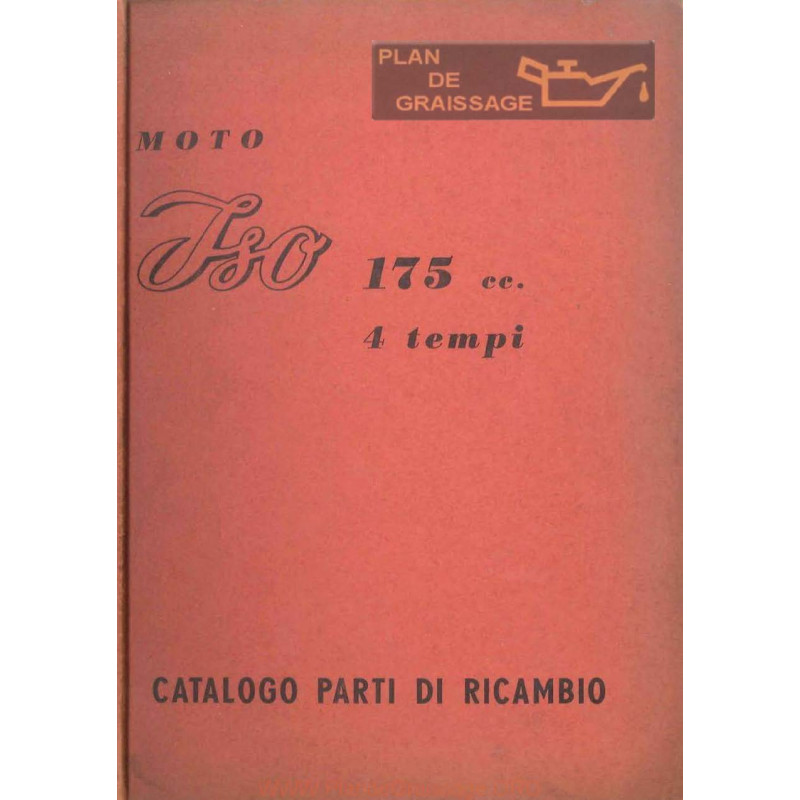 PLAN
DE
GRAISSAGE
MOTO
Iso
175 cc.
4 tempi
CATALOGO PARTI DI RICAMBIO